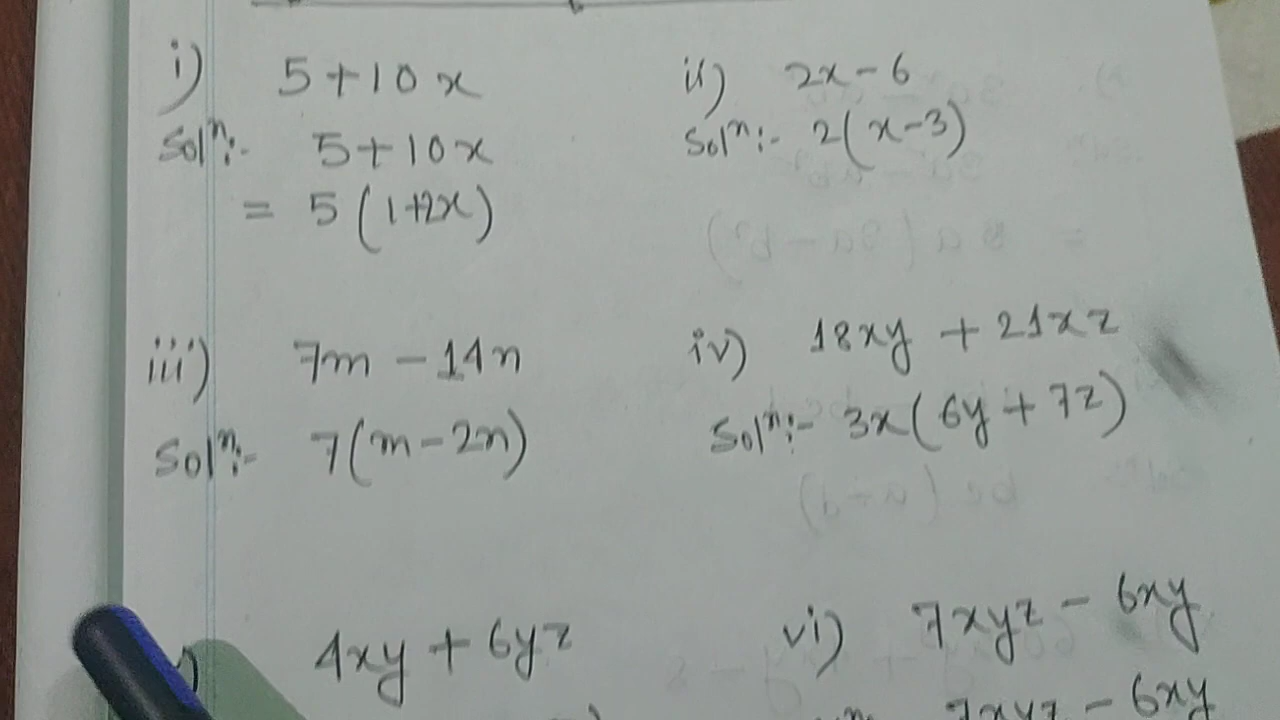 i) 5+10x
Solⁿ:- 5+10x
= 5(1+2x)
ii) 2x-6
Solⁿ:- 2(x-3)
iii) 7m - 14n
Solⁿ:- 7(m-2n)
iv) 18xy + 21xz
Solⁿ:- 3x(6y + 7z)
4xy + 6yz
vi) 7xyz - 6xy
7xyz - 6xy